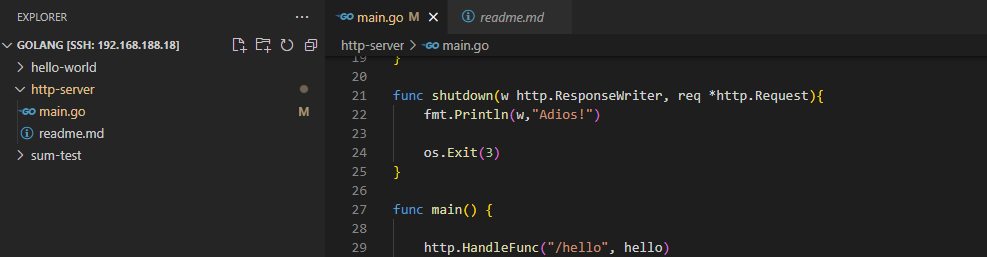 EXPLORER
GOLANG [SSH: 192.168.188.18]
hello-world
http-server
main.go M
readme.md
sum-test
main.go M
readme.md
http-server > main.go
19 }
20
21 func shutdown(w http.ResponseWriter, req *http.Request){
22     fmt.Println(w,"Adios!")
23
24     os.Exit(3)
25 }
26
27 func main() {
28
29     http.HandleFunc("/hello", hello)